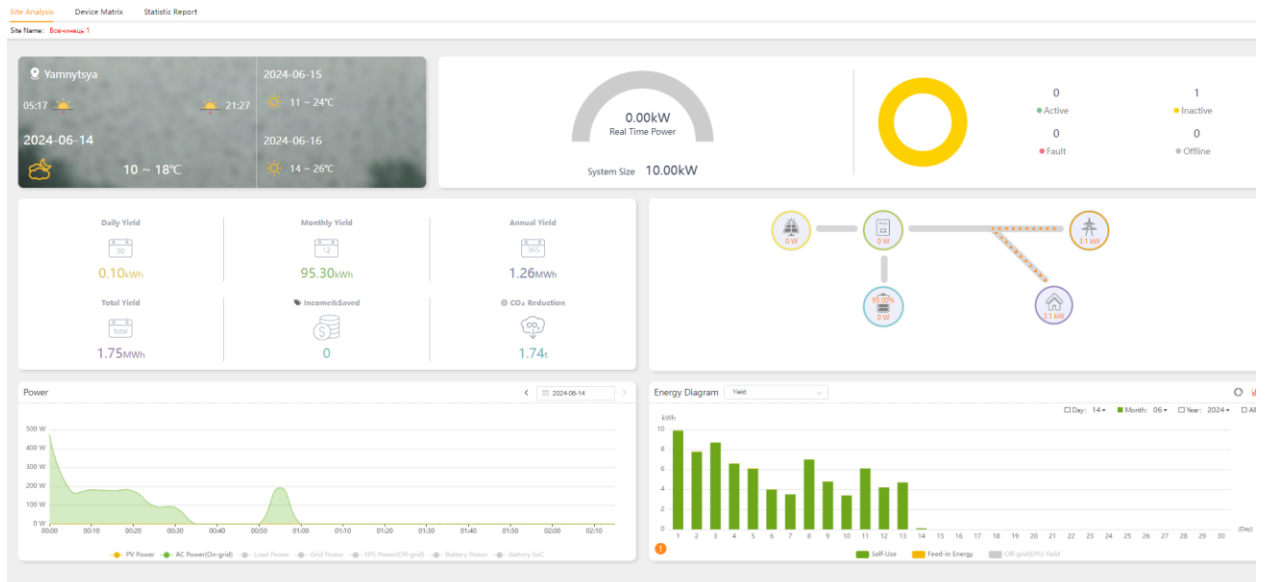 Site Analysis Device Matrix Statistic Report
Site Name: Вовчинець 1
Yamnytsya
05:17 21:27
2024-06-14
10 ~ 18℃
2024-06-15
11 ~ 24℃
2024-06-16
14 ~ 26℃
0.00kW
Real Time Power
System Size 10.00kW
0 1
Active Inactive
0 0
Fault Offline
Daily Yield Monthly Yield Annual Yield
30 12 365
0.10kWh 95.30kWh 1.26MWh
Total Yield Income&Saved CO₂ Reduction
total $ CO₂
1.75MWh 0 1.74t
0 W 0 W 3.1 kW
95.00%
0 W 3.1 kW
Power 2024-06-14
500 W
400 W
300 W
200 W
100 W
0 W
00:00 00:10 00:20 00:30 00:40 00:50 01:00 01:10 01:20 01:30 01:40 01:50 02:00 02:10
PV Power AC Power(On-grid) Load Power Grid Power EPS Power(Off-grid) Battery Power Battery SoC
Energy Diagram Yield
Day: 14 Month: 06 Year: 2024
kWh
10
8
6
4
2
0
1 2 3 4 5 6 7 8 9 10 11 12 13 14 15 16 17 18 19 20 21 22 23 24 25 26 27 28 29 30 (Day)
Self-Use Feed-in Energy Off-grid(EPS) Yield